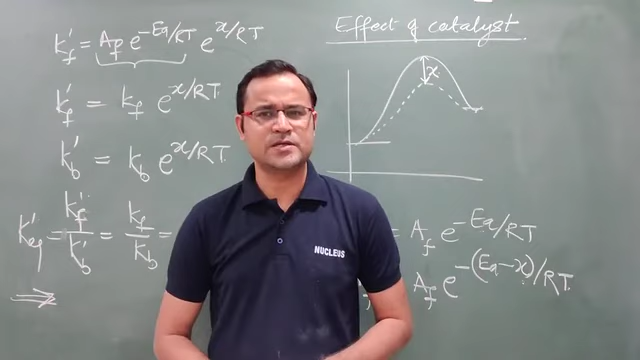 Effect of catalyst
k'f = Af e^-Ea/RT e^x/RT
k'f = kf e^x/RT
k'b = kb e^x/RT
k'eq = k'f/k'b = kf/kb =
⇒
x
= Af e^-Ea/RT
Af e^-(Ea-x)/RT
NUCLEUS